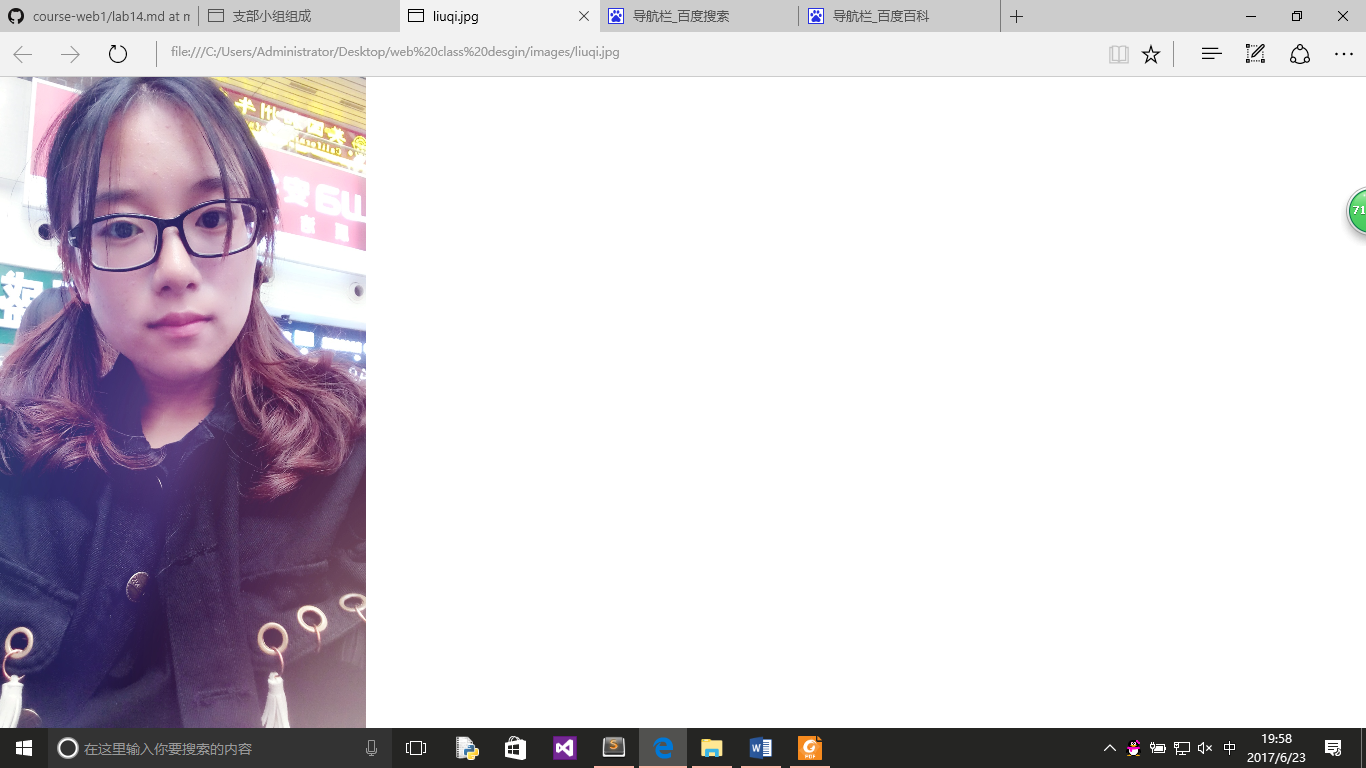 course-web1/lab14.md at m
支部小组组成
liuqi.jpg
导航栏_百度搜索
导航栏_百度百科
file:///C:/Users/Administrator/Desktop/web%20class%20desgin/images/liuqi.jpg
71
在这里输入你要搜索的内容
中
19:58
2017/6/23